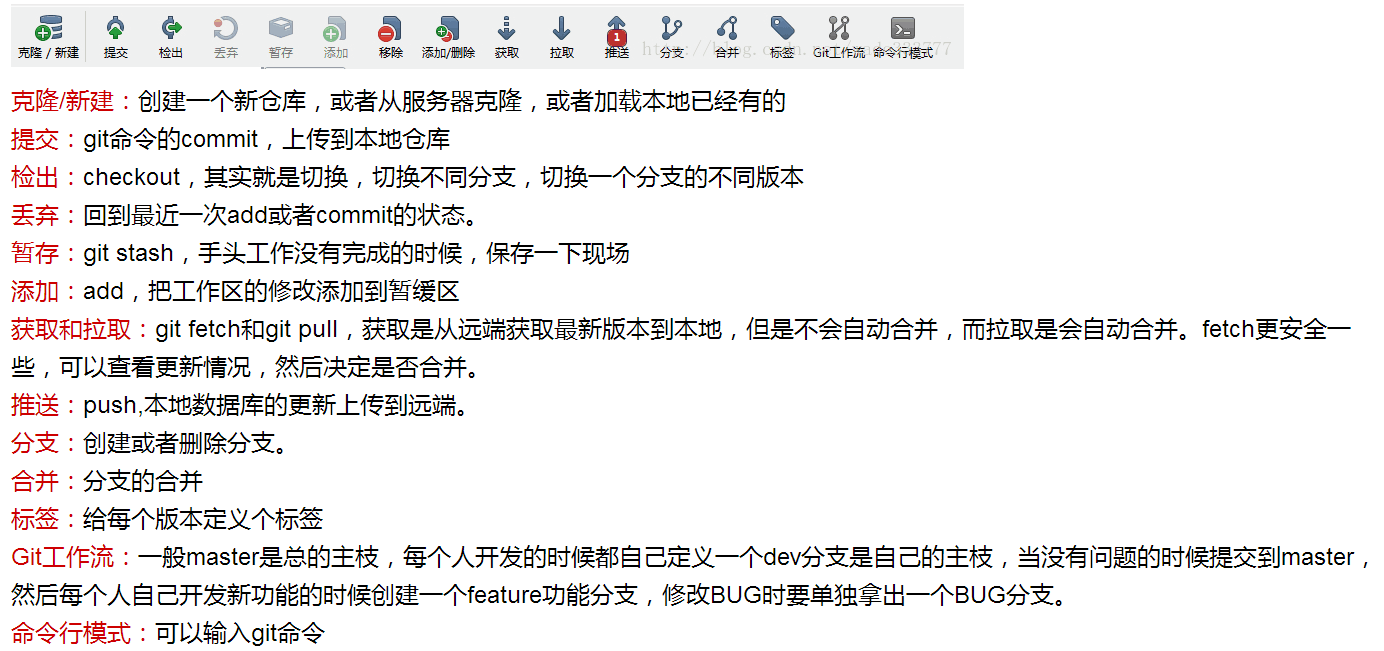 克隆 / 新建 提交 检出 丢弃 暂存 添加 移除 添加/删除 获取 拉取 推送 分支 合并 标签 Git工作流 命令行模式
1
克隆/新建：创建一个新仓库，或者从服务器克隆，或者加载本地已经有的
提交：git命令的commit，上传到本地仓库
检出：checkout，其实就是切换，切换不同分支，切换一个分支的不同版本
丢弃：回到最近一次add或者commit的状态。
暂存：git stash，手头工作没有完成的时候，保存一下现场
添加：add，把工作区的修改添加到暂缓区
获取和拉取：git fetch和git pull，获取是从远端获取最新版本到本地，但是不会自动合并，而拉取是会自动合并。fetch更安全一
些，可以查看更新情况，然后决定是否合并。
推送：push,本地数据库的更新上传到远端。
分支：创建或者删除分支。
合并：分支的合并
标签：给每个版本定义个标签
Git工作流：一般master是总的主枝，每个人开发的时候都自己定义一个dev分支是自己的主枝，当没有问题的时候提交到master，
然后每个人自己开发新功能的时候创建一个feature功能分支，修改BUG时要单独拿出一个BUG分支。
命令行模式：可以输入git命令